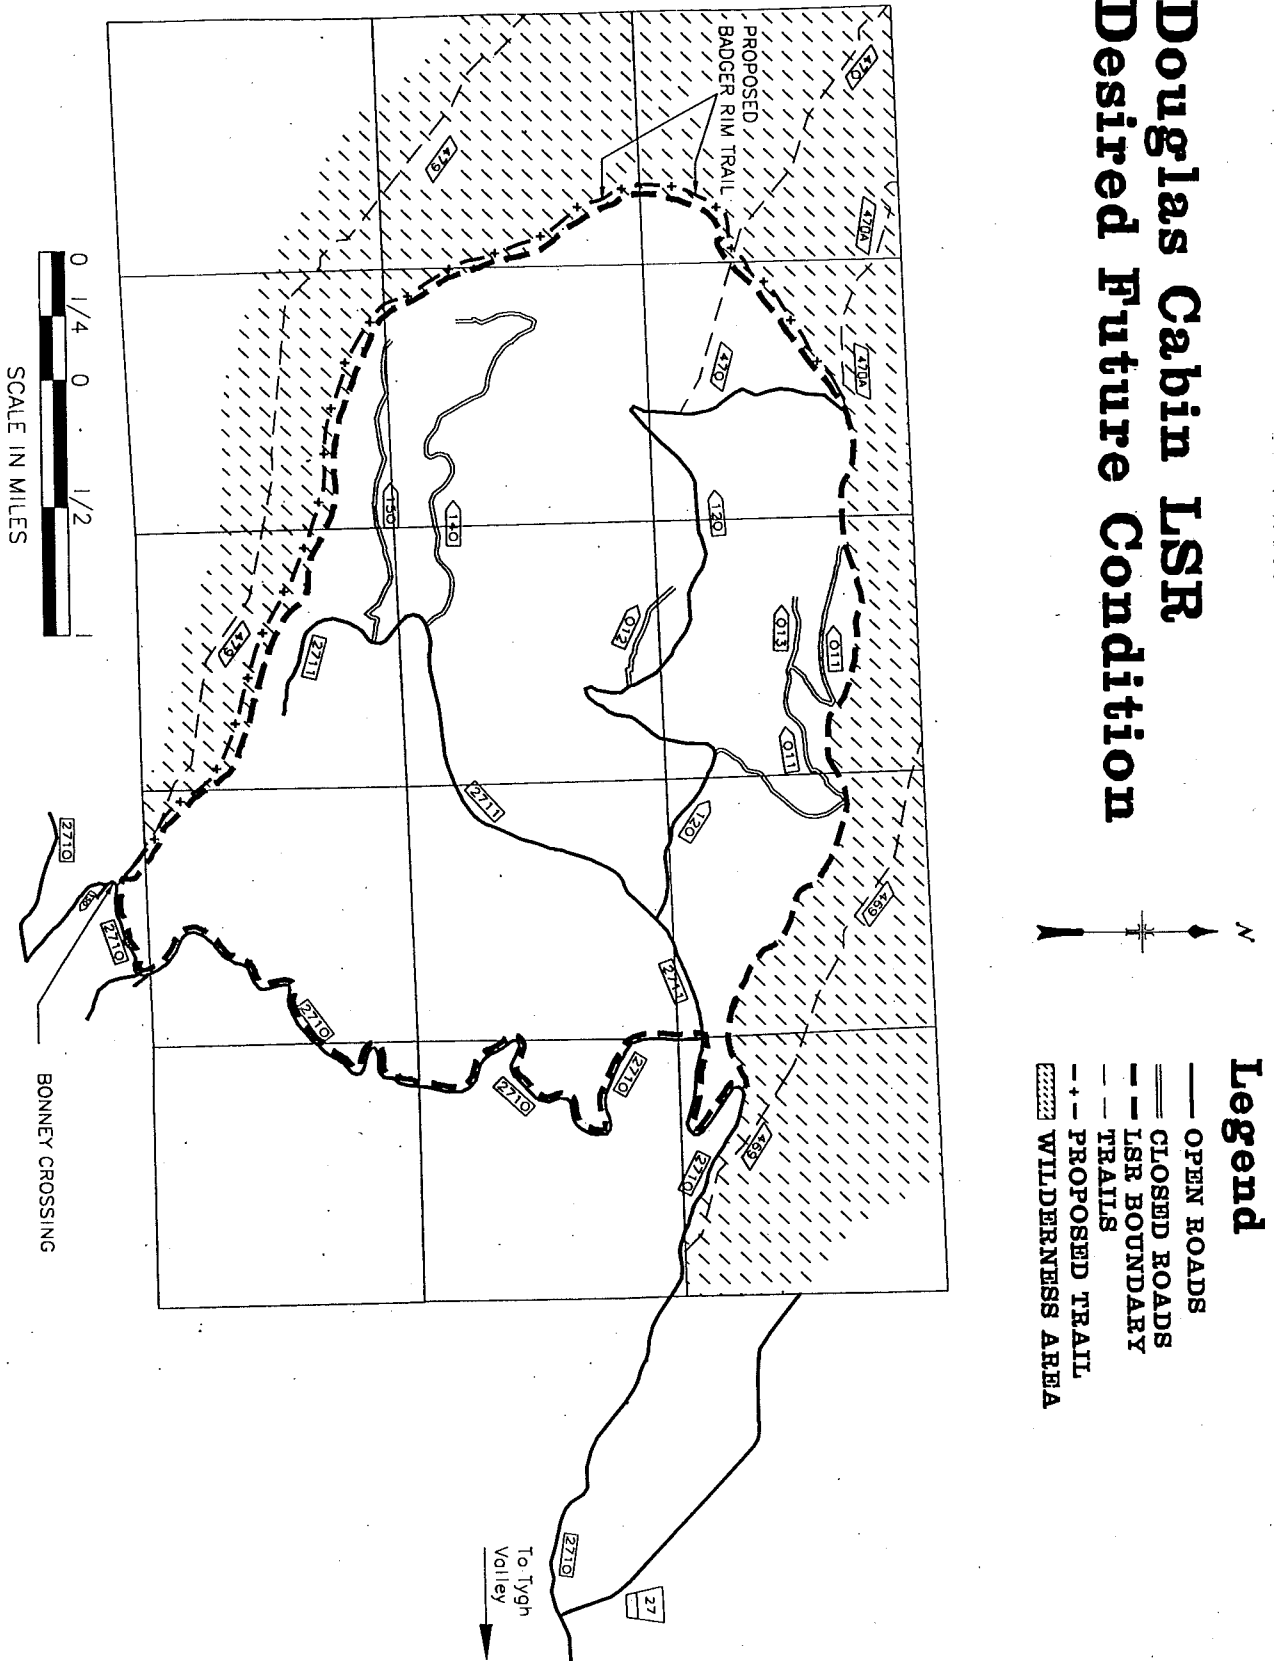 Douglas Cabin LSR
Desired Future Condition
N
Legend
OPEN ROADS
CLOSED ROADS
LSR BOUNDARY
TRAILS
PROPOSED TRAIL
WILDERNESS AREA
470
470A
470A
469
PROPOSED
BADGER RIM TRAIL
470
120
011
013
011
012
120
469
2710
2711
2710
27
479
140
150
2711
2710
2710
2710
To Tygh
Valley
2711
479
2710
2710
BONNEY CROSSING
0 1/4 0 1/2 1
SCALE IN MILES